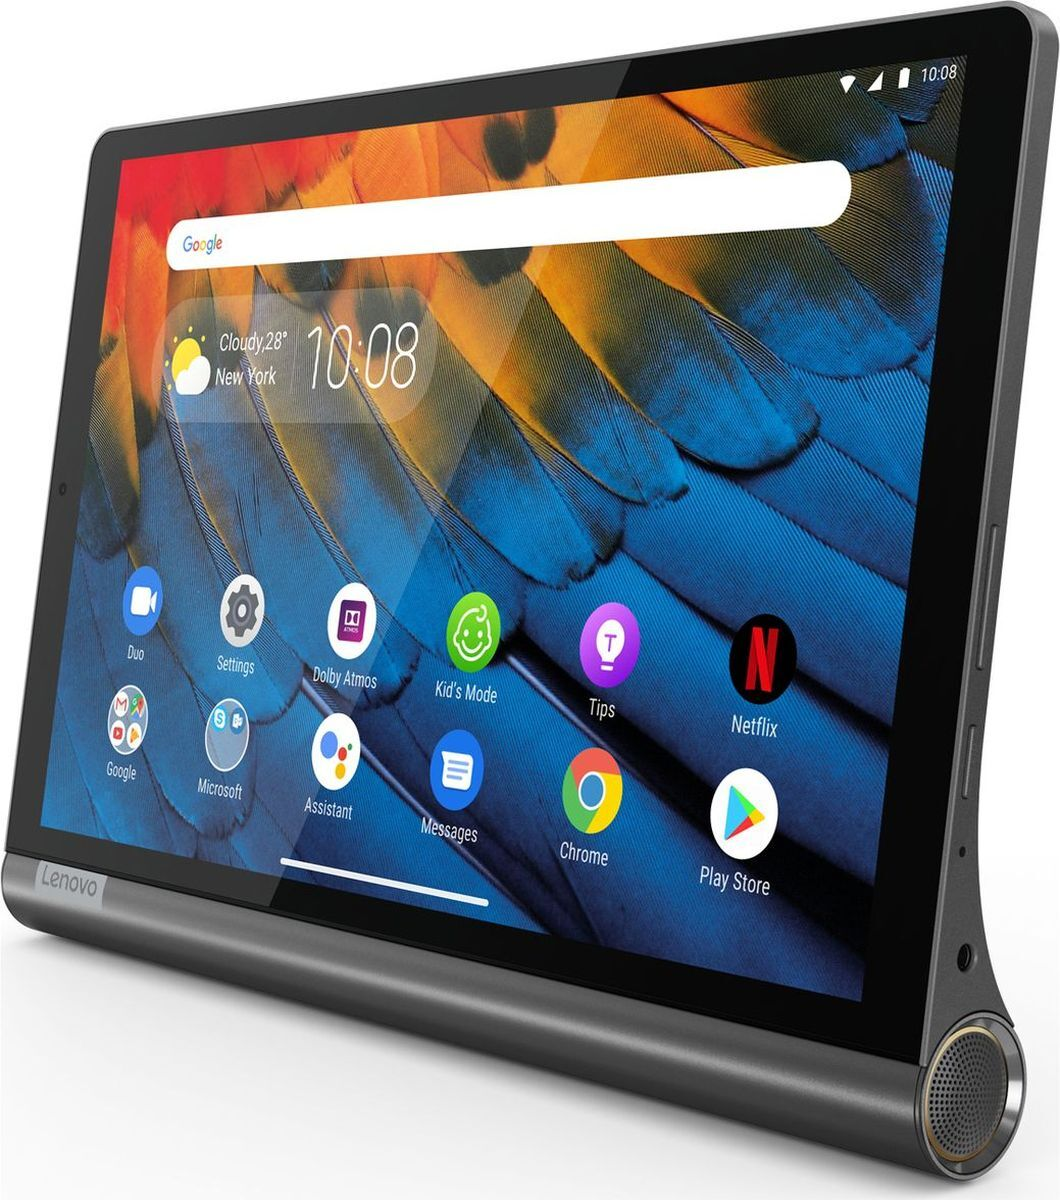 10:08
Google
Cloudy,28°
New York
10:08
Duo
Settings
ATMOS
Dolby Atmos
Kid's Mode
T
Tips
N
Netflix
Google
Microsoft
Assistant
Messages
Chrome
Play Store
Lenovo